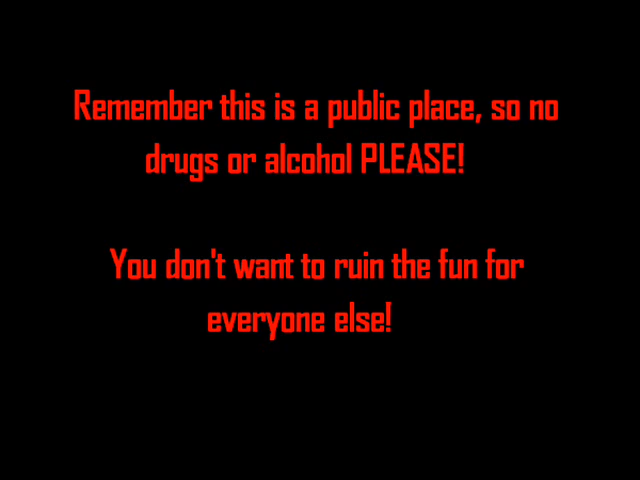 Remember this is a public place, so no
drugs or alcohol PLEASE!
You don't want to ruin the fun for
everyone else!